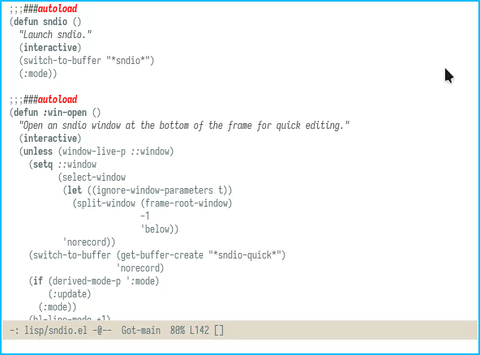 ;;;###autoload
(defun sndio ()
  "Launch sndio."
  (interactive)
  (switch-to-buffer "*sndio*")
  (:mode))
;;;###autoload
(defun :win-open ()
  "Open an sndio window at the bottom of the frame for quick editing."
  (interactive)
  (unless (window-live-p ::window)
    (setq ::window
          (select-window
           (let ((ignore-window-parameters t))
             (split-window (frame-root-window)
                           -1
                           'below))
           'norecord))
    (switch-to-buffer (get-buffer-create "*sndio-quick*")
                      'norecord)
    (if (derived-mode-p ':mode)
        (:update)
      (:mode))
    (hl-line-mode +1)
-: lisp/sndio.el -@-- Got-main 80% L142 []